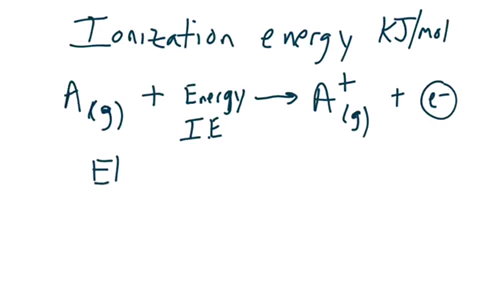 Ionization energy KJ/mol
A(g) + Energy → A+(g) + e-
IE
El